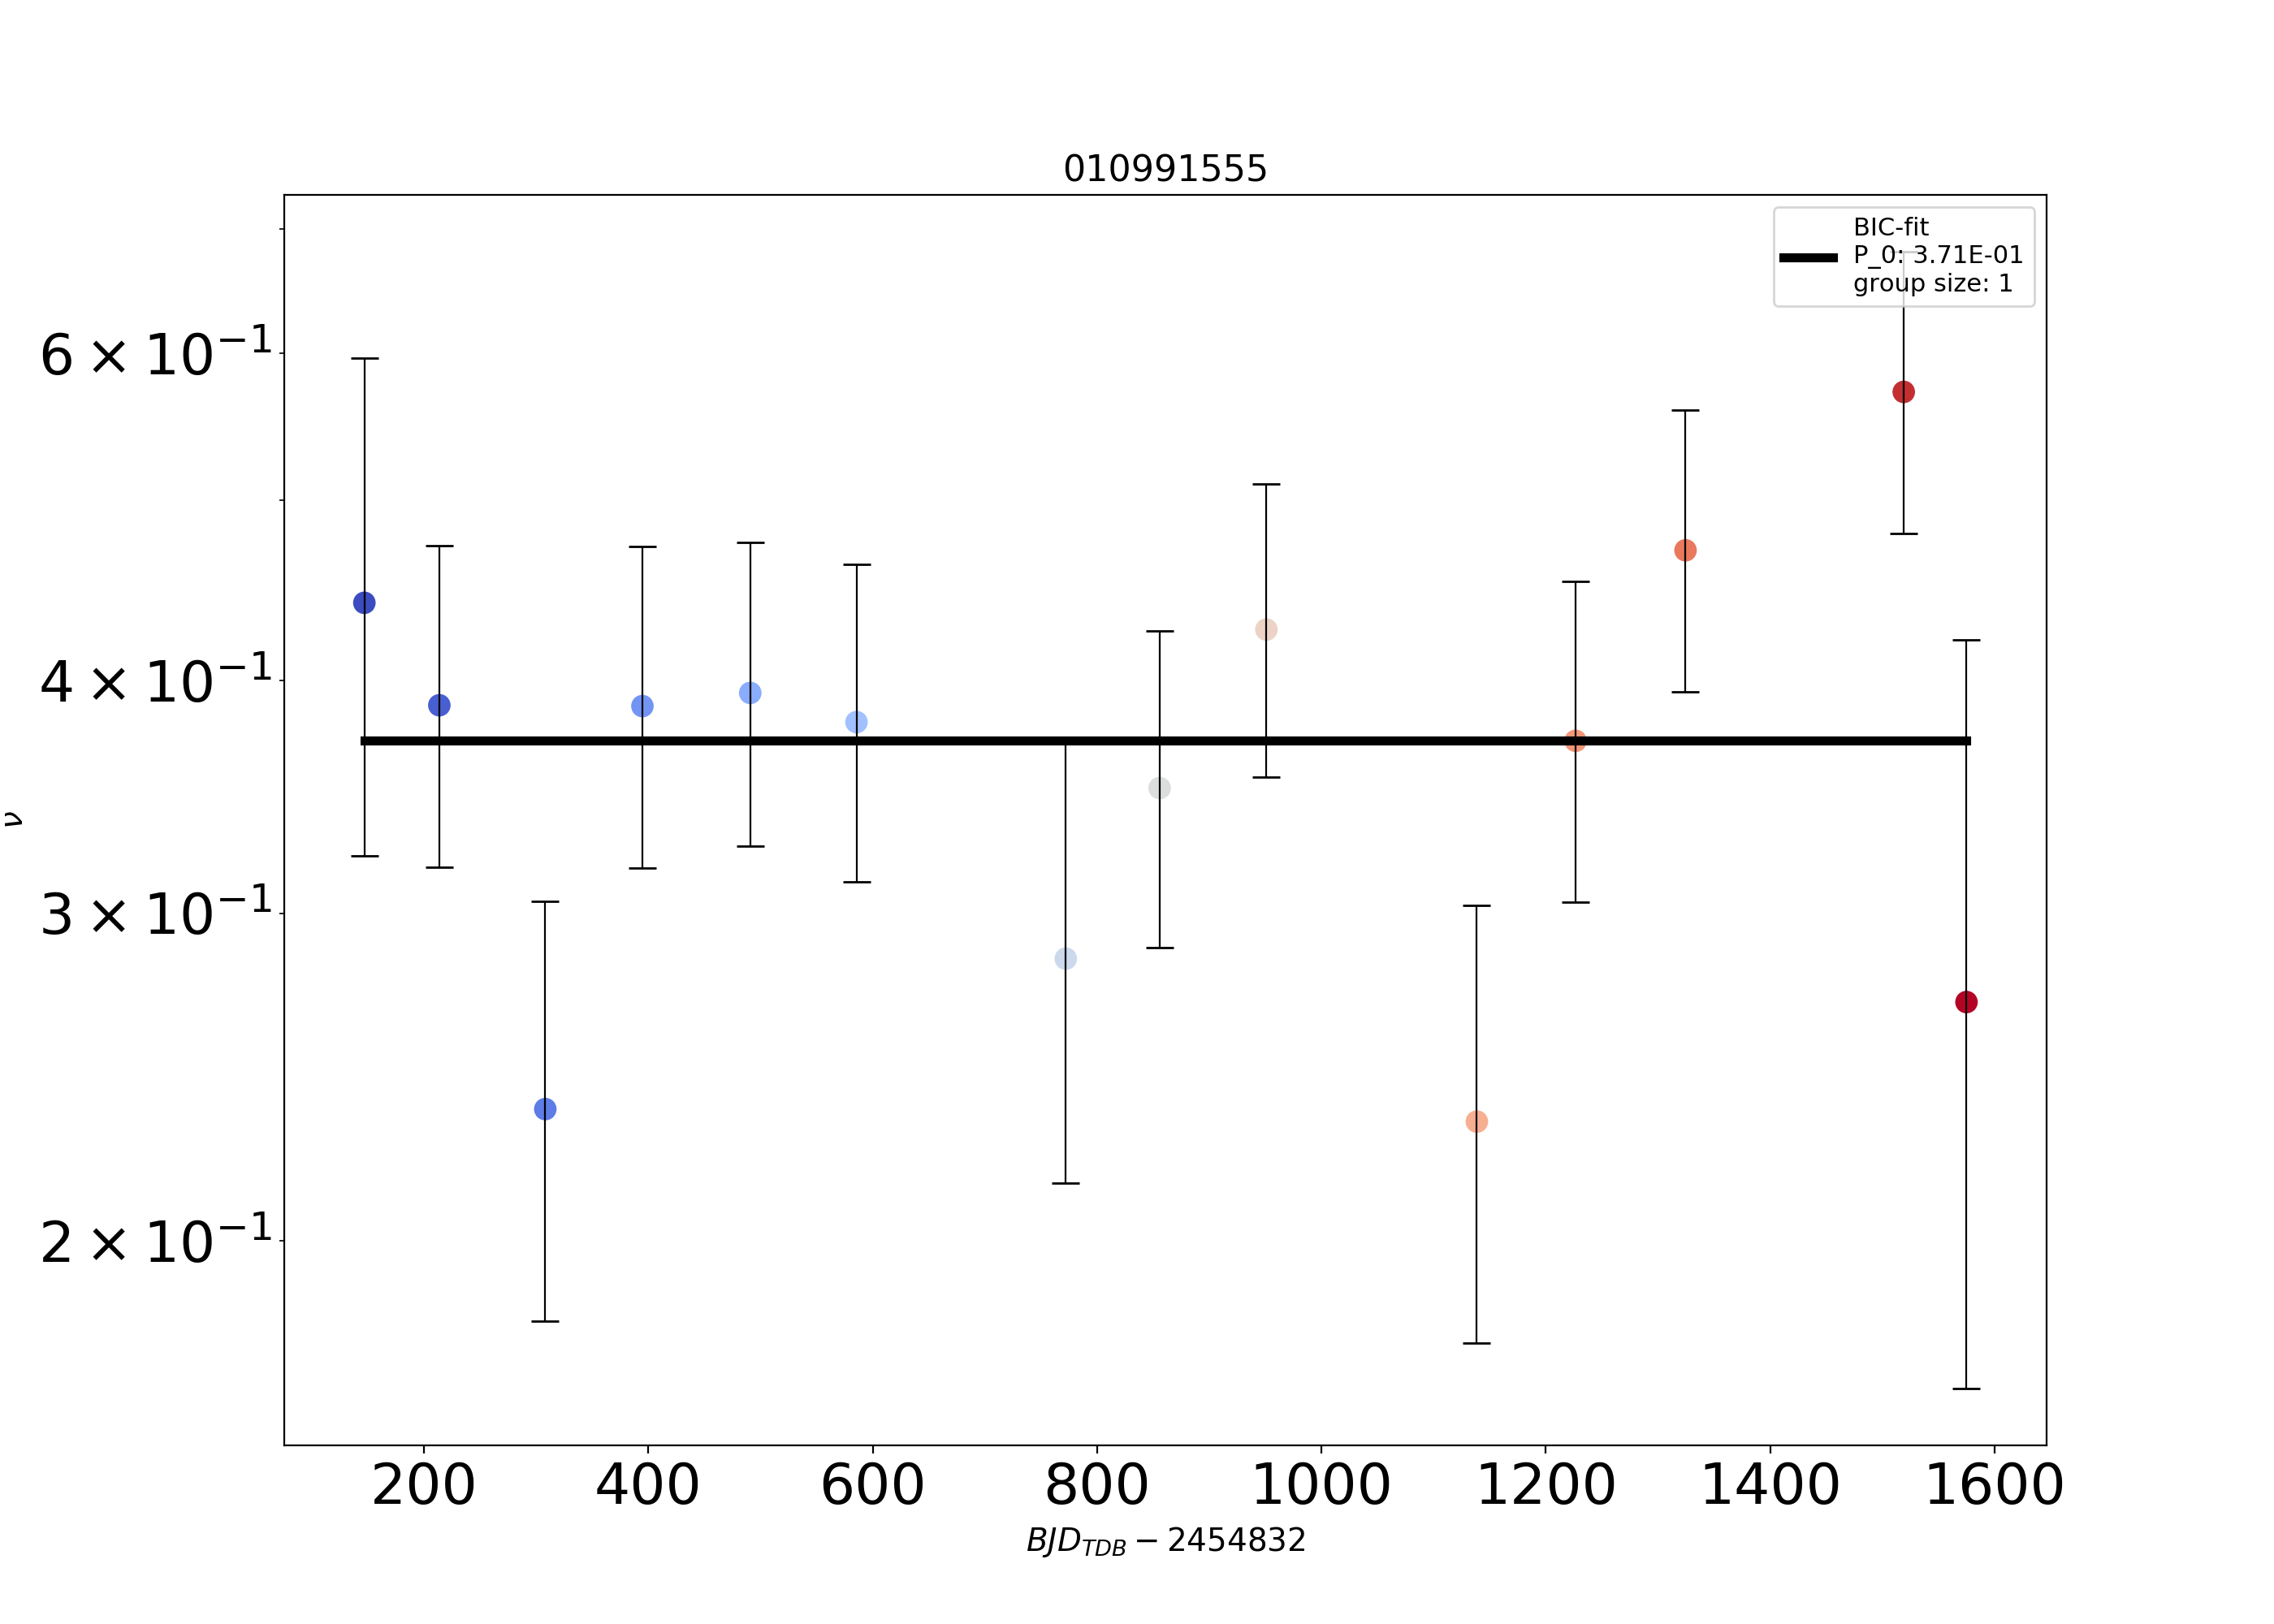 010991555
BIC-fit
P_0: 3.71E-01
group size: 1
6 × 10⁻¹
4 × 10⁻¹
3 × 10⁻¹
2 × 10⁻¹
ν
200 400 600 800 1000 1200 1400 1600
BJD_TDB − 2454832